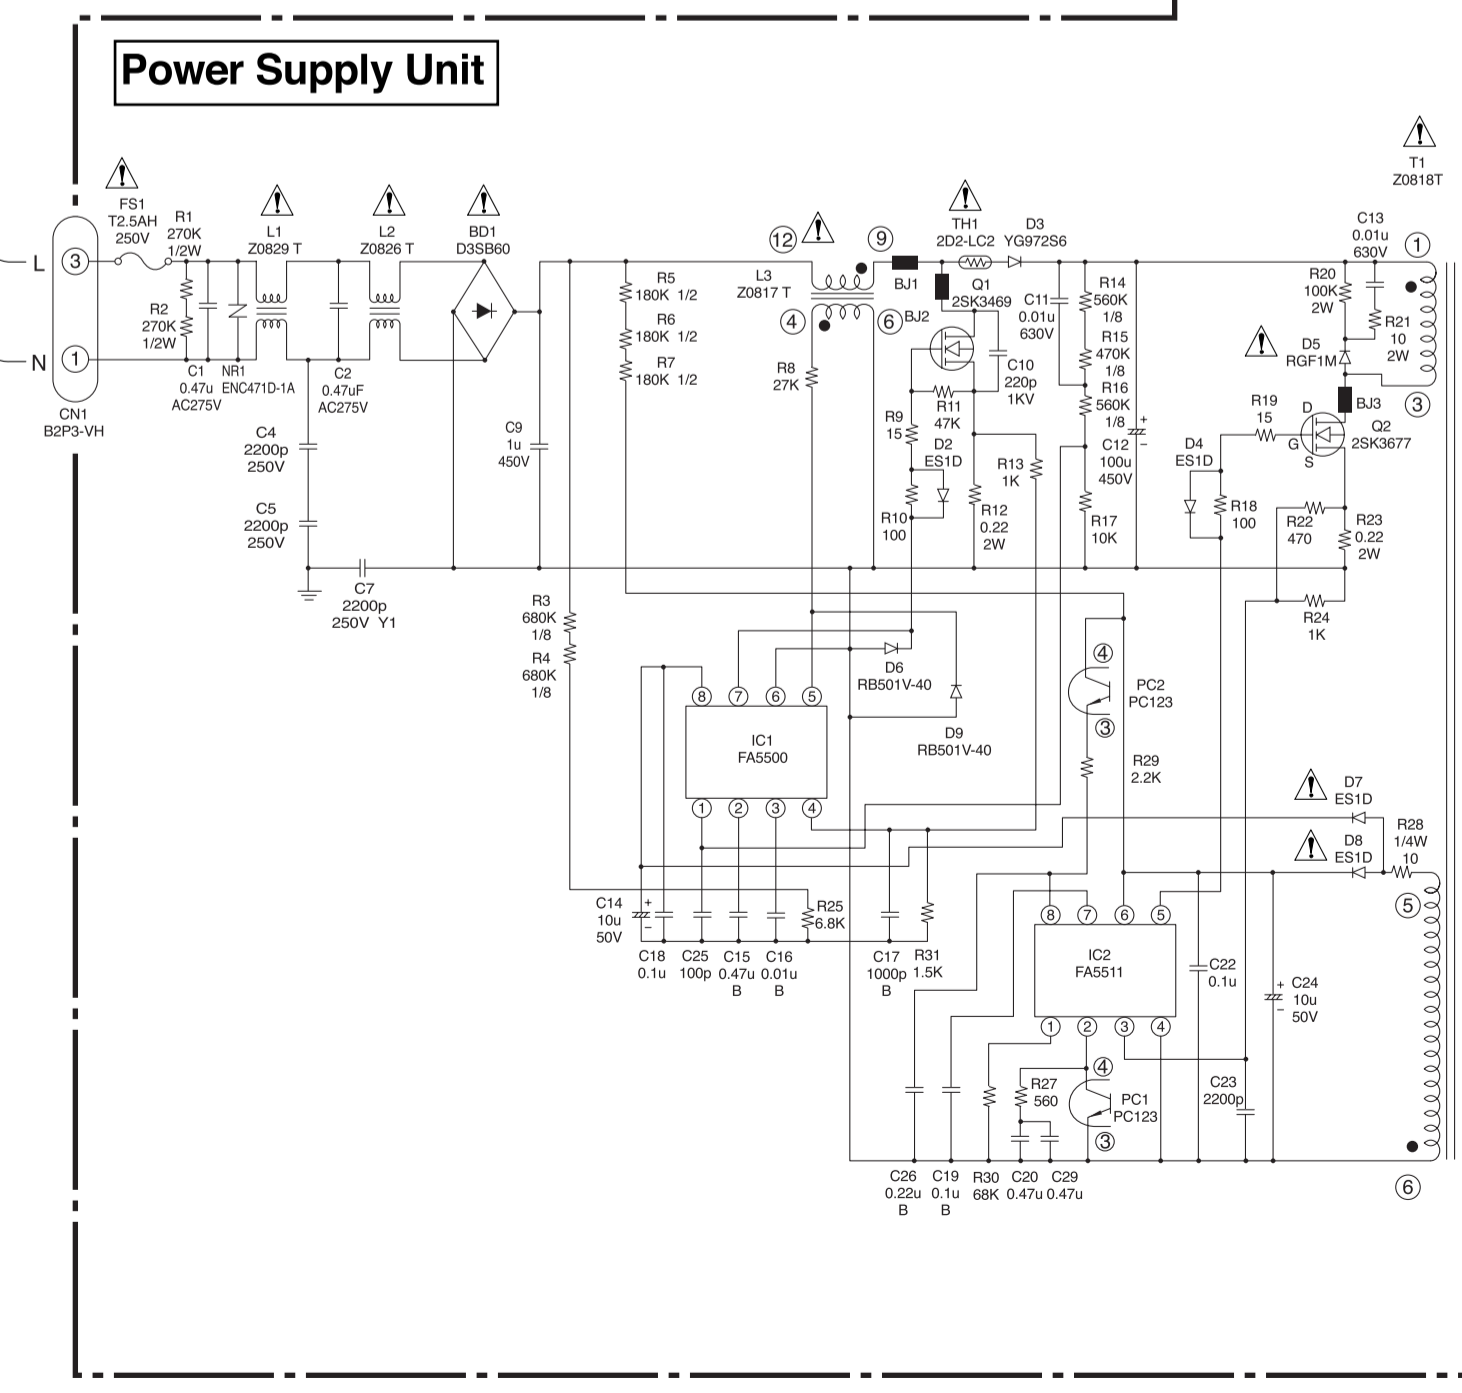 Power Supply Unit
T1
Z0818T
FS1
T2.5AH
250V
R1
270K
1/2W
L1
Z0829 T
L2
Z0826 T
BD1
D3SB60
TH1
2D2-LC2
D3
YG972S6
C13
0.01u
630V
L
3
12
9
1
L3
Z0817 T
BJ1
R5
180K 1/2
R6
180K 1/2
R7
180K 1/2
R2
270K
1/2W
4
6
BJ2
Q1
2SK3469
C11
0.01u
630V
R14
560K
1/8
R15
470K
1/8
R16
560K
1/8
R20
100K
2W
R21
10
2W
D5
RGF1M
N
1
C1
0.47u
AC275V
NR1
ENC471D-1A
C2
0.47uF
AC275V
R8
27K
C10
220p
1KV
R11
47K
R19
15
D
G
S
BJ3
3
Q2
2SK3677
CN1
B2P3-VH
C4
2200p
250V
C9
1u
450V
R9
15
D2
ES1D
R13
1K
+
−
C12
100u
450V
D4
ES1D
C5
2200p
250V
R10
100
R12
0.22
2W
R17
10K
R18
100
R22
470
R23
0.22
2W
C7
2200p
250V Y1
R3
680K
1/8
R4
680K
1/8
R24
1K
D6
RB501V-40
D9
RB501V-40
4
PC2
PC123
3
8
7
6
5
IC1
FA5500
1
2
3
4
R29
2.2K
D7
ES1D
D8
ES1D
R28
1/4W
10
5
C14
10u
50V
+
−
R25
6.8K
C18
0.1u
C25
100p
C15
0.47u
B
C16
0.01u
B
C17
1000p
B
R31
1.5K
8
7
6
5
IC2
FA5511
1
2
3
4
C22
0.1u
+
−
C24
10u
50V
R27
560
4
PC1
PC123
3
C23
2200p
C26
0.22u
B
C19
0.1u
B
R30
68K
C20
0.47u
C29
0.47u
6